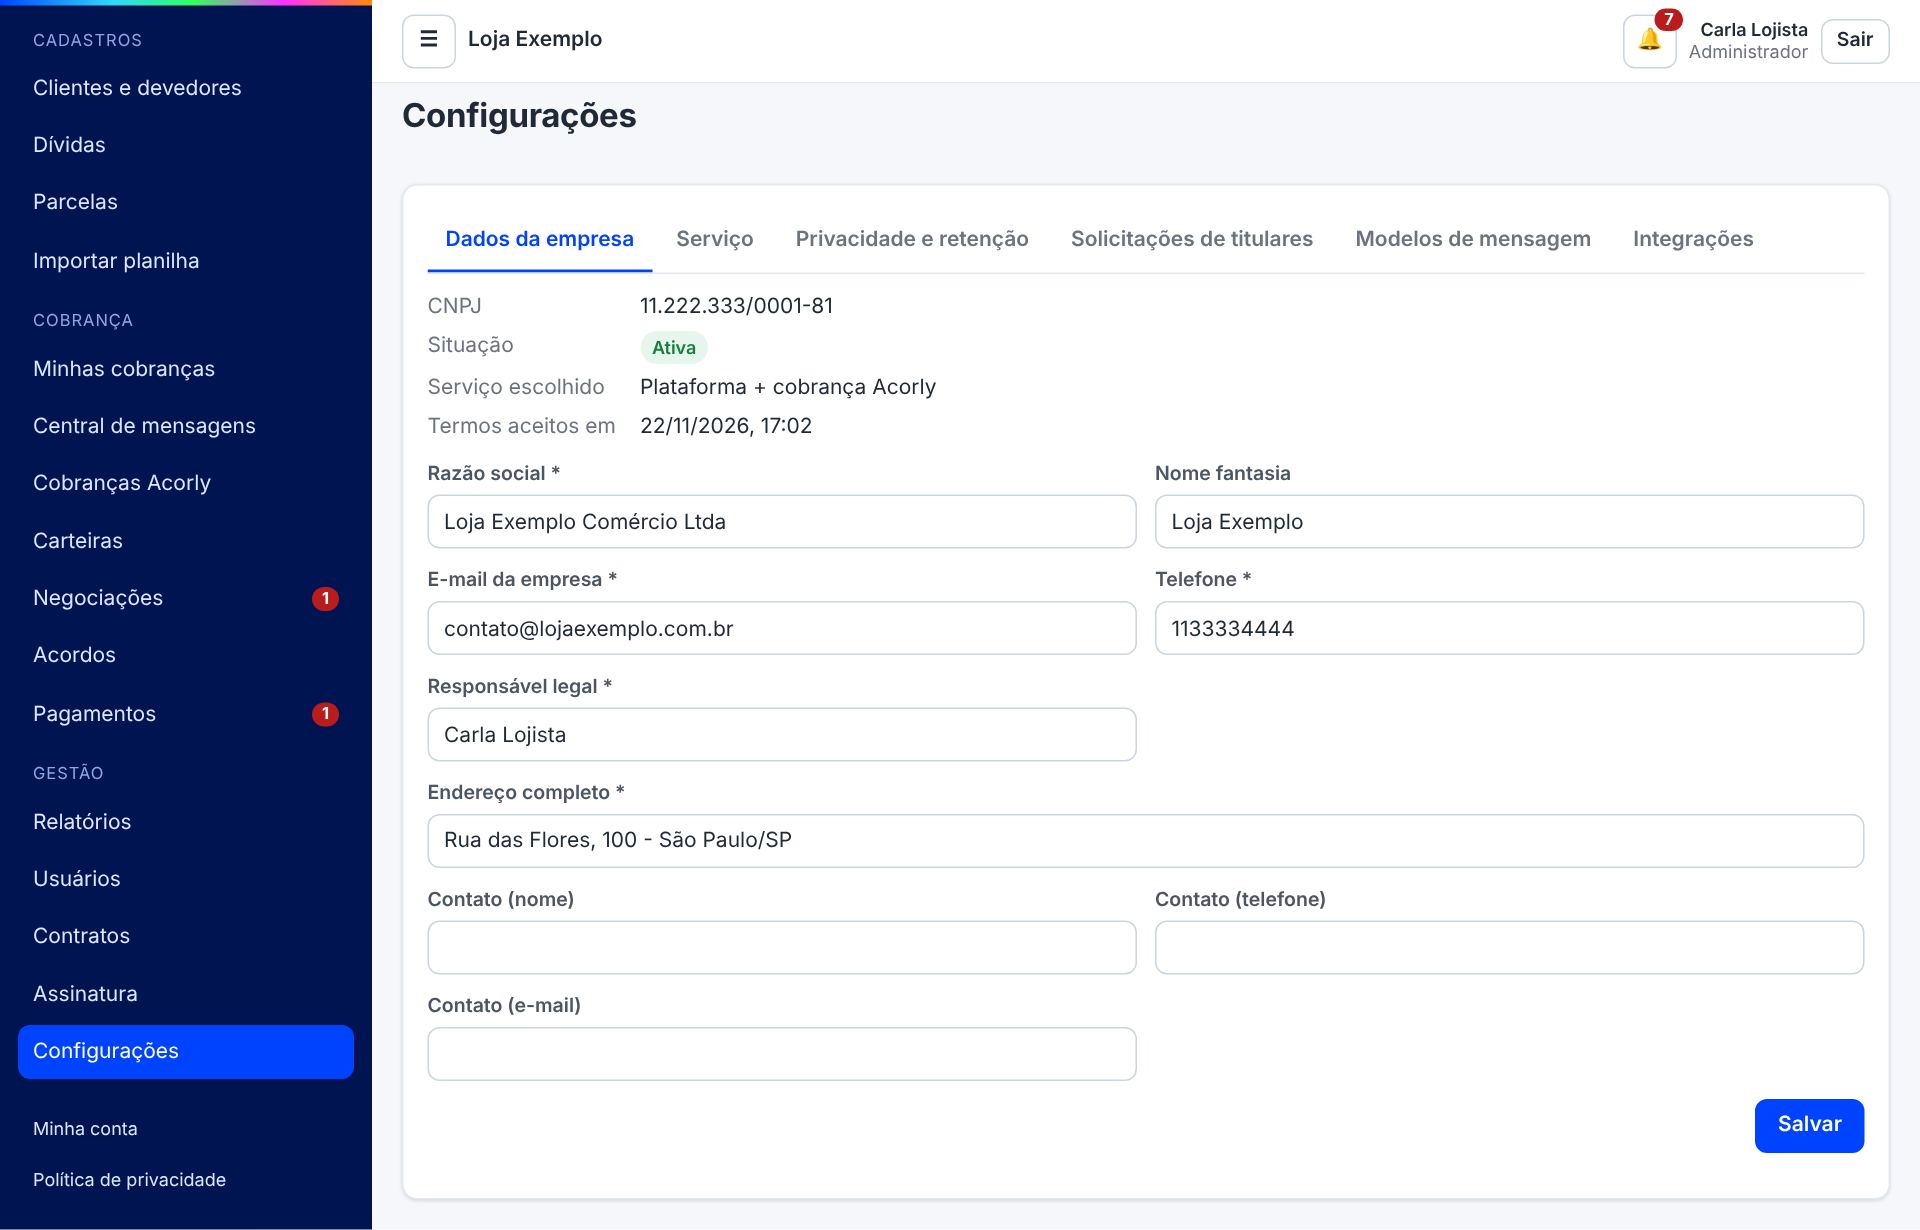 CADASTROS
Clientes e devedores
Dívidas
Parcelas
Importar planilha
COBRANÇA
Minhas cobranças
Central de mensagens
Cobranças Acorly
Carteiras
Negociações 1
Acordos
Pagamentos 1
GESTÃO
Relatórios
Usuários
Contratos
Assinatura
Configurações
Minha conta
Política de privacidade
Loja Exemplo
7
Carla Lojista
Administrador
Sair
Configurações
Dados da empresa Serviço Privacidade e retenção Solicitações de titulares Modelos de mensagem Integrações
CNPJ 11.222.333/0001-81
Situação Ativa
Serviço escolhido Plataforma + cobrança Acorly
Termos aceitos em 22/11/2026, 17:02
Razão social * Nome fantasia
Loja Exemplo Comércio Ltda Loja Exemplo
E-mail da empresa * Telefone *
contato@lojaexemplo.com.br 1133334444
Responsável legal *
Carla Lojista
Endereço completo *
Rua das Flores, 100 - São Paulo/SP
Contato (nome) Contato (telefone)
Contato (e-mail)
Salvar